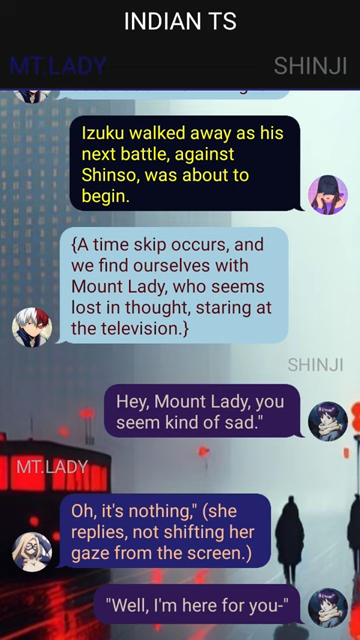 INDIAN TS
MT.LADY
SHINJI
Izuku walked away as his
next battle, against
Shinso, was about to
begin.
{A time skip occurs, and
we find ourselves with
Mount Lady, who seems
lost in thought, staring at
the television.}
SHINJI
Hey, Mount Lady, you
seem kind of sad."
MT.LADY
Oh, it's nothing," (she
replies, not shifting her
gaze from the screen.)
"Well, I'm here for you-"